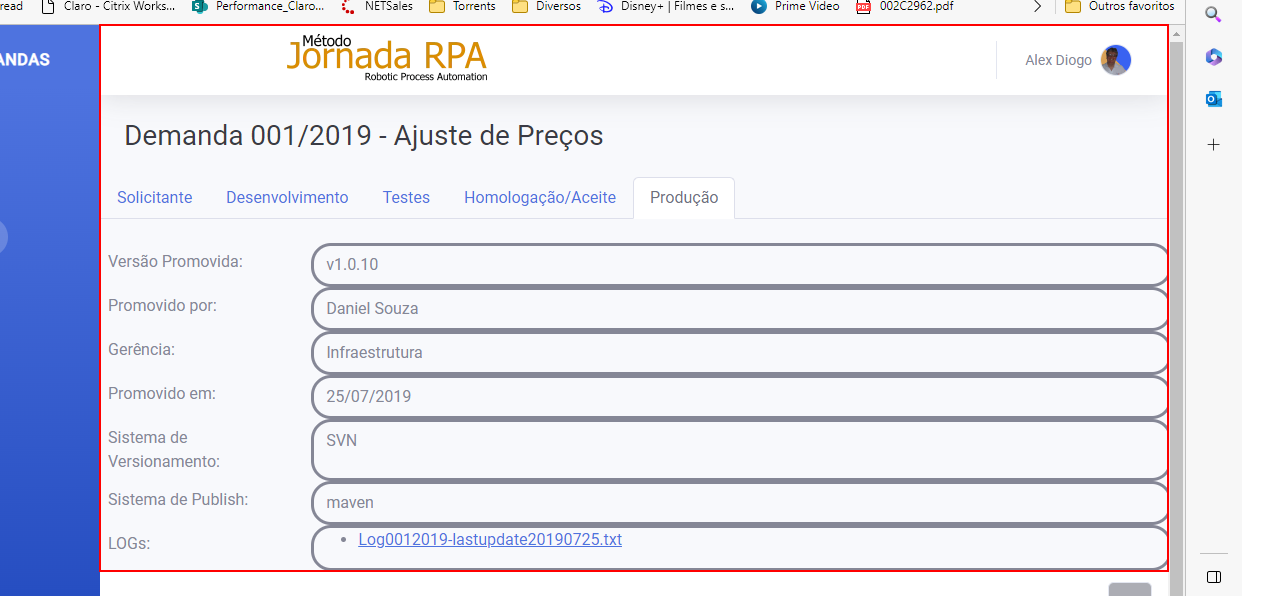 read Claro - Citrix Works... Performance_Claro... NETSales Torrents Diversos Disney+ | Filmes e s... Prime Video 002C2962.pdf Outros favoritos
ANDAS
Método
Jornada RPA
Robotic Process Automation
Alex Diogo
Demanda 001/2019 - Ajuste de Preços
Solicitante Desenvolvimento Testes Homologação/Aceite Produção
Versão Promovida: v1.0.10
Promovido por: Daniel Souza
Gerência: Infraestrutura
Promovido em: 25/07/2019
Sistema de SVN
Versionamento:
Sistema de Publish: maven
LOGs: Log0012019-lastupdate20190725.txt